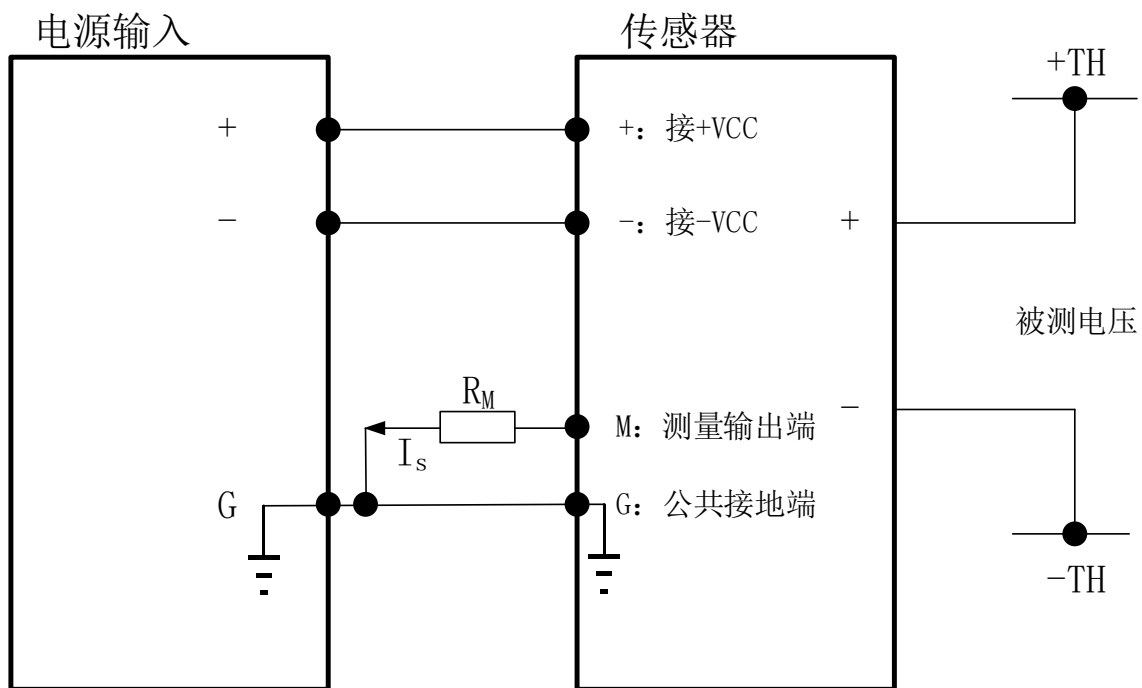 电源输入
传感器
+TH
+
+：接+VCC
-
-：接-VCC
+
被测电压
R_M
M：测量输出端
-
I_s
G
G：公共接地端
-TH